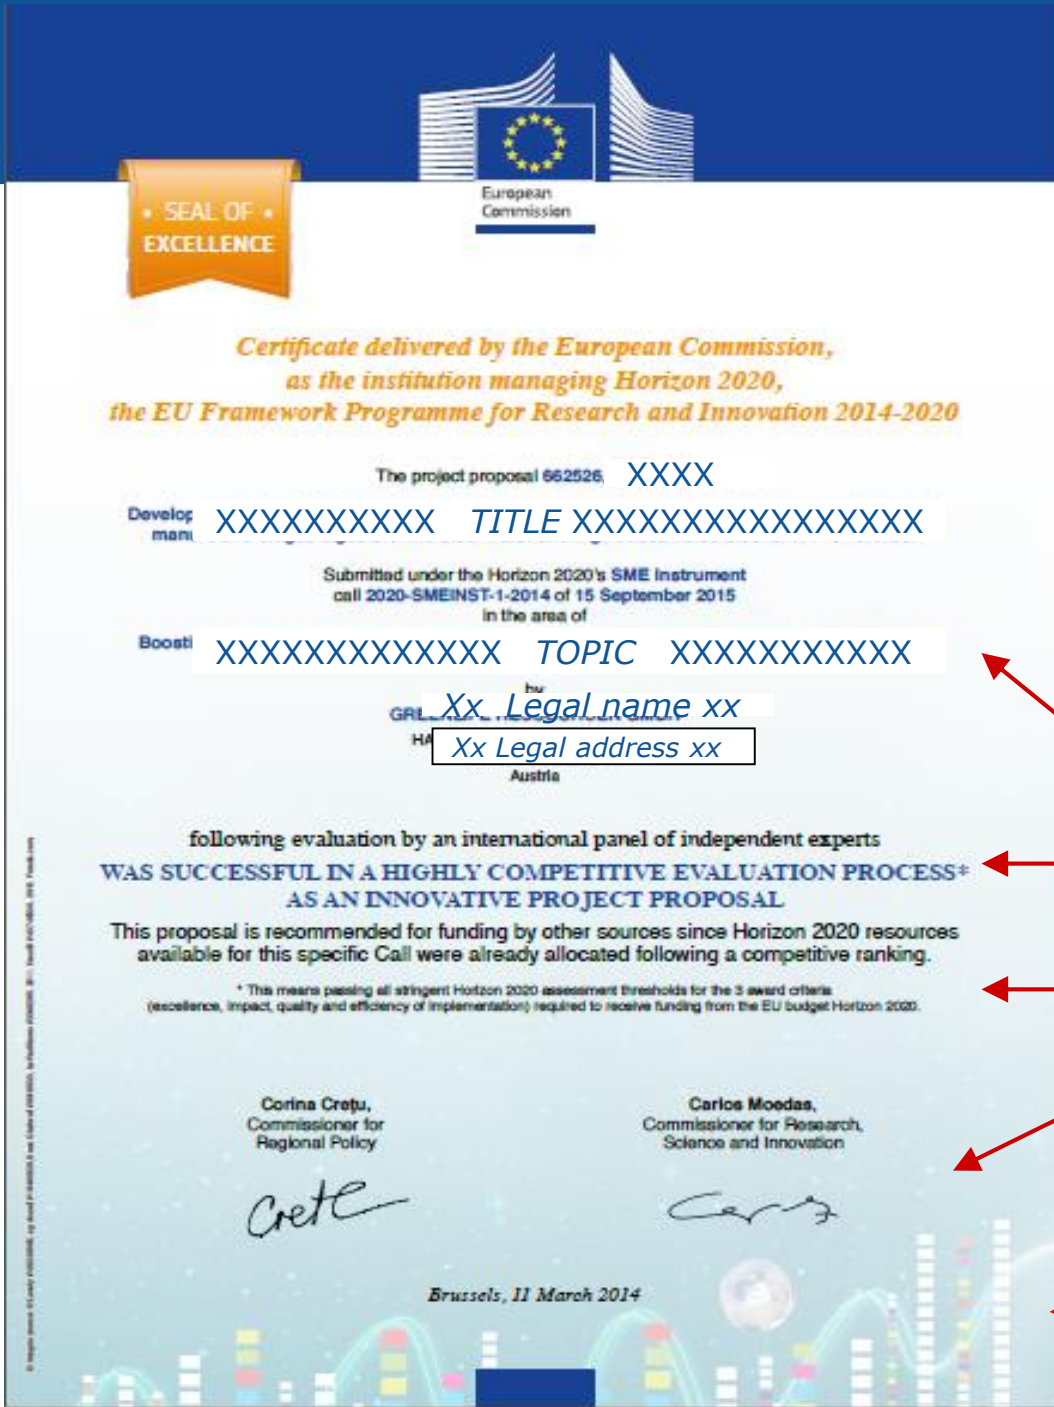 European
Commission
• SEAL OF •
EXCELLENCE
Certificate delivered by the European Commission,
as the institution managing Horizon 2020,
the EU Framework Programme for Research and Innovation 2014-2020
The project proposal 662526, XXXX
Develop
XXXXXXXXXX TITLE XXXXXXXXXXXXXXXX
Submitted under the Horizon 2020's SME Instrument
call 2020-SMEINST-1-2014 of 15 September 2015
in the area of
Boosti
XXXXXXXXXXXXX TOPIC XXXXXXXXXXX
by
Xx Legal name xx
Xx Legal address xx
Austria
following evaluation by an international panel of independent experts
WAS SUCCESSFUL IN A HIGHLY COMPETITIVE EVALUATION PROCESS*
AS AN INNOVATIVE PROJECT PROPOSAL
This proposal is recommended for funding by other sources since Horizon 2020 resources
available for this specific Call were already allocated following a competitive ranking.
* This means passing all stringent Horizon 2020 assessment thresholds for the 3 award criteria
(excellence, impact, quality and efficiency of implementation) required to receive funding from the EU budget Horizon 2020.
Corina Crețu,
Commissioner for
Regional Policy
Carlos Moedas,
Commissioner for Research,
Science and Innovation
Brussels, 11 March 2014